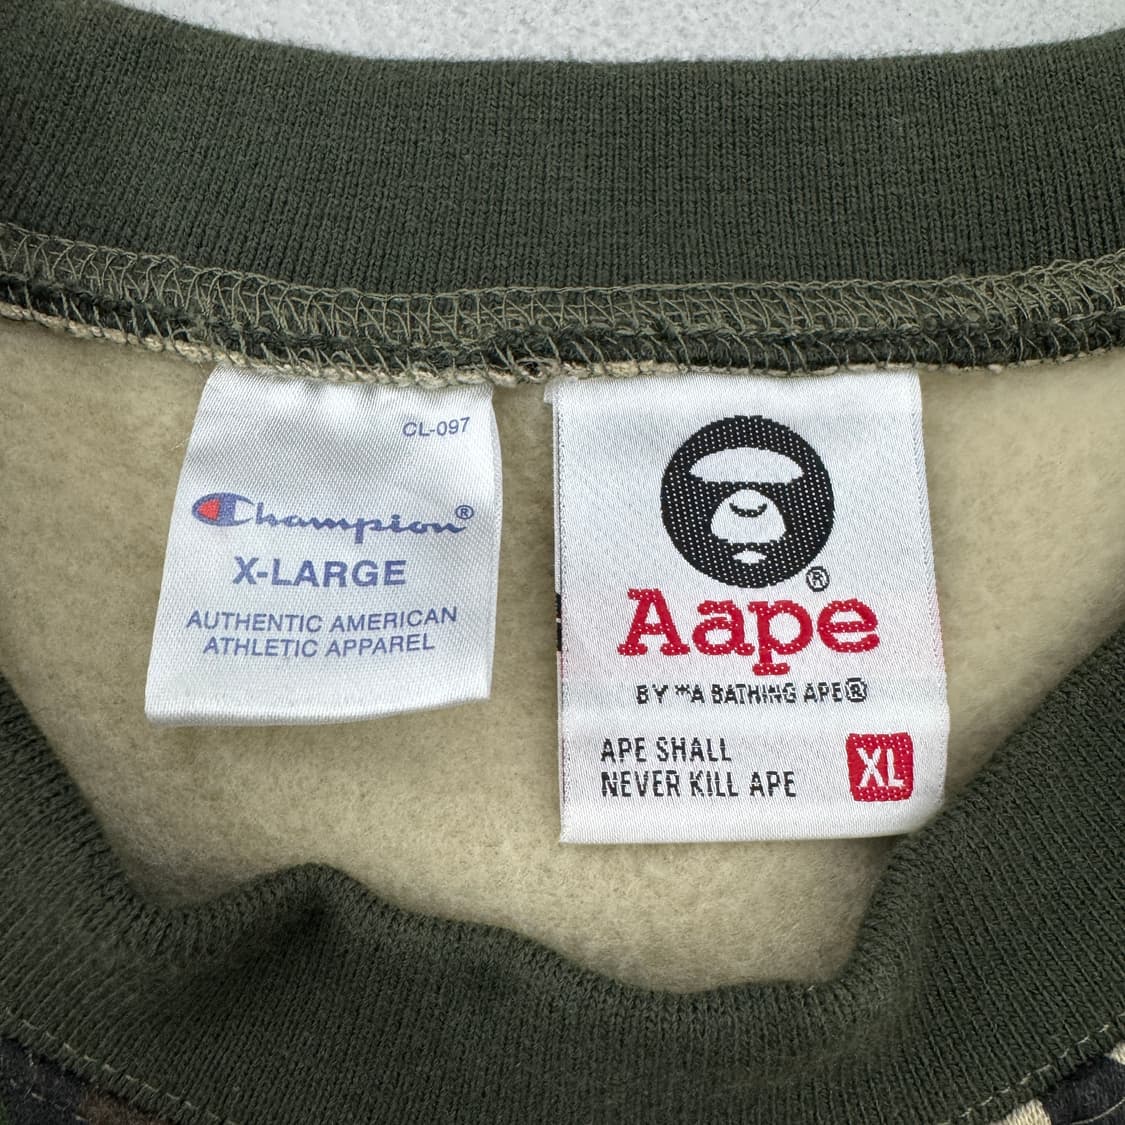 CL-097
Champion®
X-LARGE
AUTHENTIC AMERICAN
ATHLETIC APPAREL
®
Aape
BY *A BATHING APE®
APE SHALL
NEVER KILL APE
XL